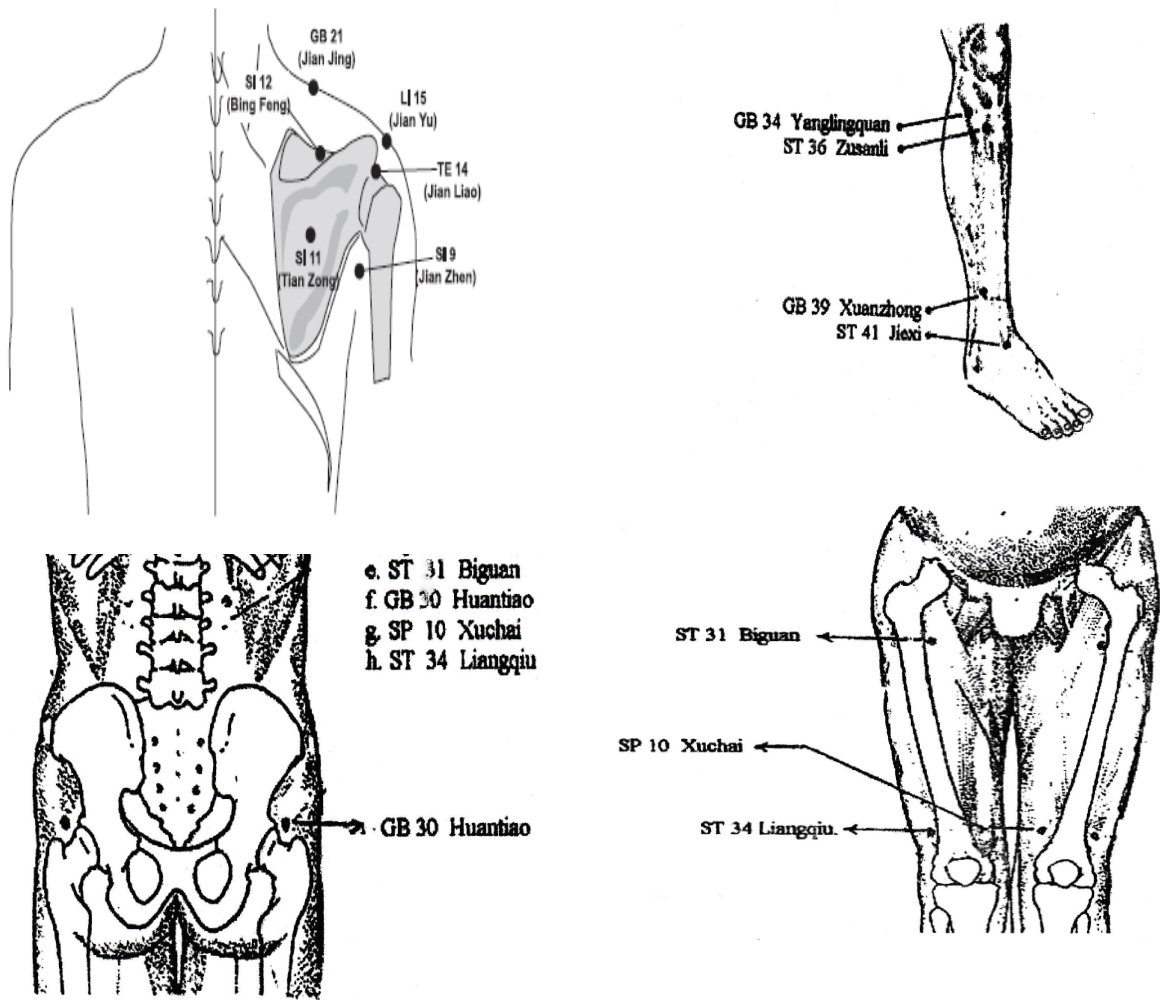 GB 21
(Jian Jing)
SI 12
(Bing Feng)
LI 15
(Jian Yu)
TE 14
(Jian Liao)
SI 11
(Tian Zong)
SI 9
(Jian Zhen)
GB 34 Yanglingquan
ST 36 Zusanli
GB 39 Xuanzhong
ST 41 Jiexi
e. ST 31 Biguan
f. GB 30 Huantiao
g. SP 10 Xuchai
h. ST 34 Liangqiu
GB 30 Huantiao
ST 31 Biguan
SP 10 Xuchai
ST 34 Liangqiu.